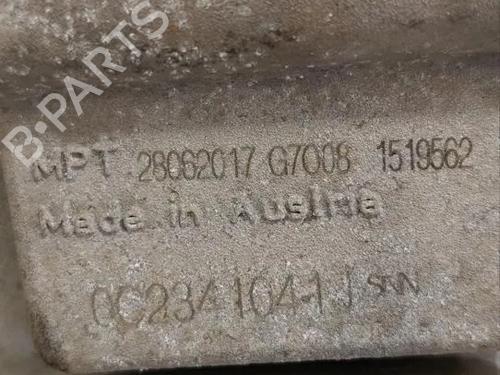 B-PARTS
MPT 28062017 G7008 1519562
Made in Austria
0C2341041J SNN